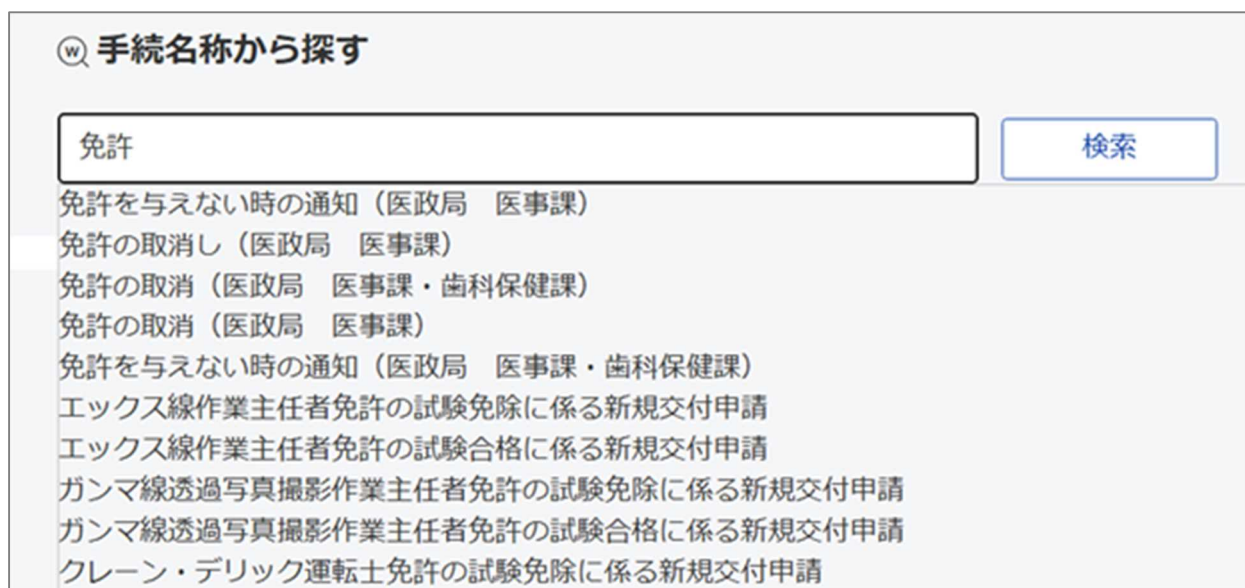 手続名称から探す
免許
検索
免許を与えない時の通知（医政局　医事課）
免許の取消し（医政局　医事課）
免許の取消（医政局　医事課・歯科保健課）
免許の取消（医政局　医事課）
免許を与えない時の通知（医政局　医事課・歯科保健課）
エックス線作業主任者免許の試験免除に係る新規交付申請
エックス線作業主任者免許の試験合格に係る新規交付申請
ガンマ線透過写真撮影作業主任者免許の試験免除に係る新規交付申請
ガンマ線透過写真撮影作業主任者免許の試験合格に係る新規交付申請
クレーン・デリック運転士免許の試験免除に係る新規交付申請